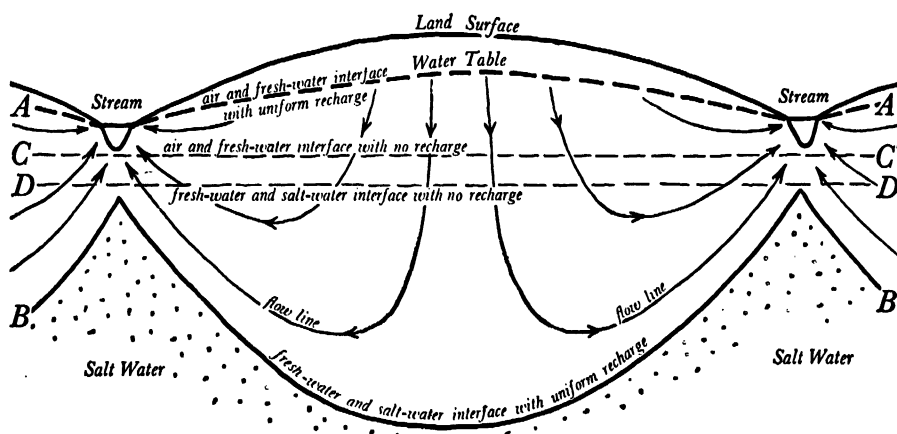 Land Surface
Water Table
air and fresh-water interface
with uniform recharge
Stream
Stream
A
A
C
air and fresh-water interface with no recharge
C
D
fresh-water and salt-water interface with no recharge
D
B
flow line
flow line
B
Salt Water
fresh-water and salt-water interface with uniform recharge
Salt Water